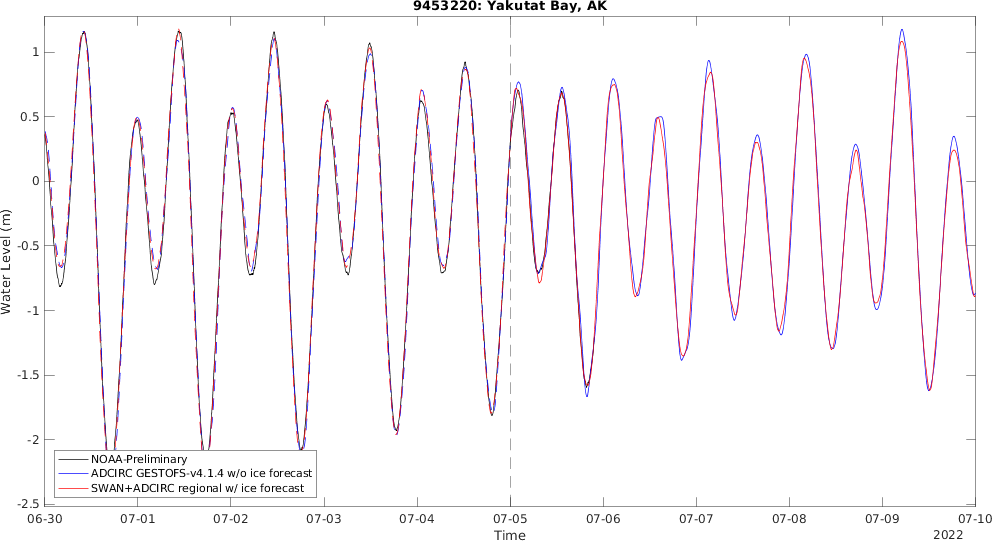 9453220: Yakutat Bay, AK
Water Level (m)
1
0.5
0
-0.5
-1
-1.5
-2
-2.5
NOAA-Preliminary
ADCIRC GESTOFS-v4.1.4 w/o ice forecast
SWAN+ADCIRC regional w/ ice forecast
06-30 07-01 07-02 07-03 07-04 07-05 07-06 07-07 07-08 07-09 07-10
Time
2022